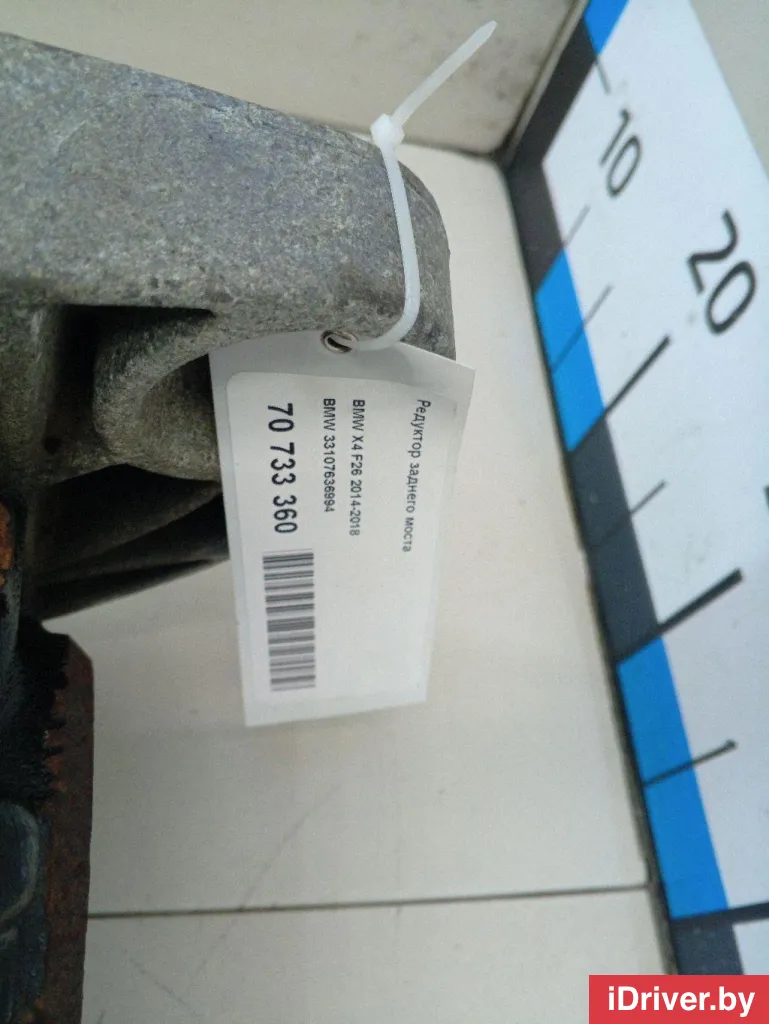 10
20
Редуктор заднего моста
BMW X4 F26 2014-2018
BMW 33107636994
70 733 360
iDriver.by